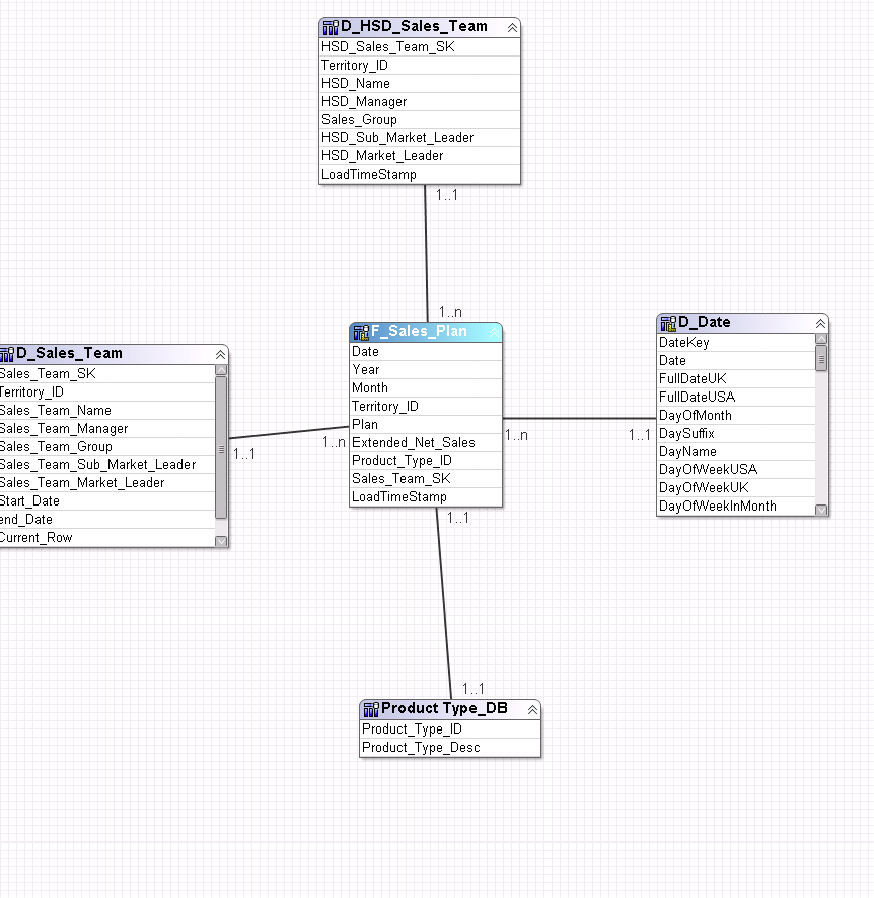 D_HSD_Sales_Team
HSD_Sales_Team_SK
Territory_ID
HSD_Name
HSD_Manager
Sales_Group
HSD_Sub_Market_Leader
HSD_Market_Leader
LoadTimeStamp
1..1
1..n
D_Sales_Team
Sales_Team_SK
Territory_ID
Sales_Team_Name
Sales_Team_Manager
Sales_Team_Group
Sales_Team_Sub_Market_Leader
Sales_Team_Market_Leader
Start_Date
end_Date
Current_Row
1..1
1..n
F_Sales_Plan
Date
Year
Month
Territory_ID
Plan
Extended_Net_Sales
Product_Type_ID
Sales_Team_SK
LoadTimeStamp
1..n
1..1
D_Date
DateKey
Date
FullDateUK
FullDateUSA
DayOfMonth
DaySuffix
DayName
DayOfWeekUSA
DayOfWeekUK
DayOfWeekInMonth
1..1
1..1
Product Type_DB
Product_Type_ID
Product_Type_Desc